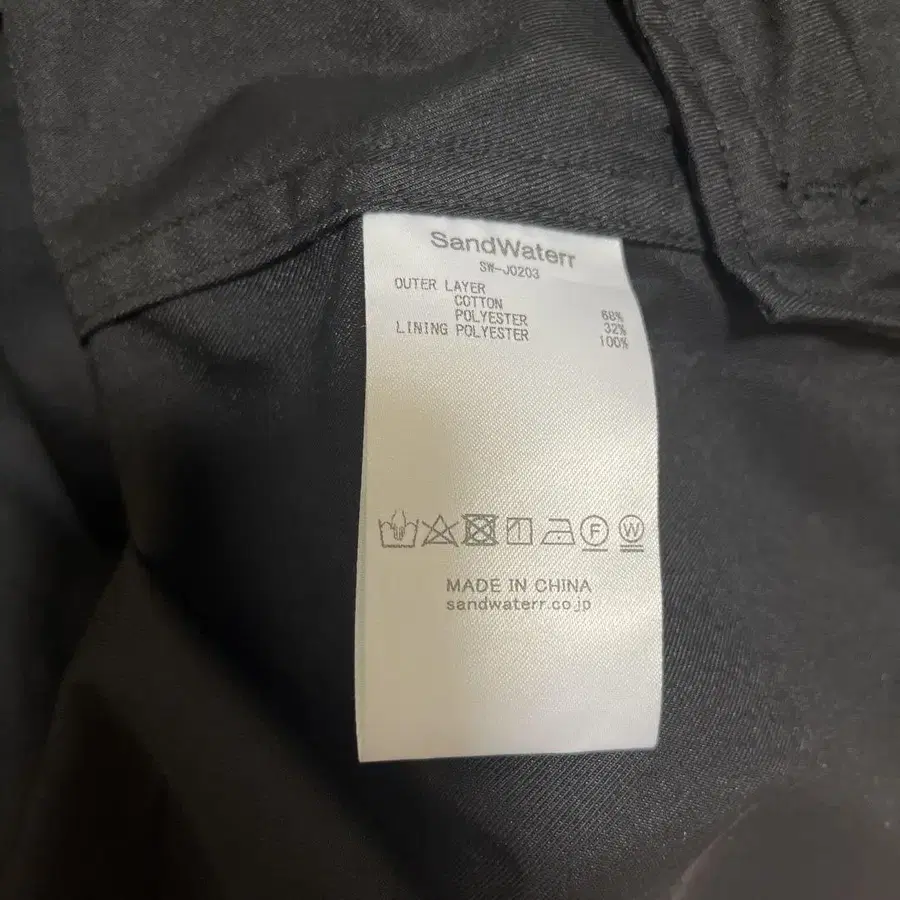 SandWaterr
SW-J0203
OUTER LAYER
COTTON 68%
POLYESTER 32%
LINING POLYESTER 100%
F W
MADE IN CHINA
sandwaterr.co.jp